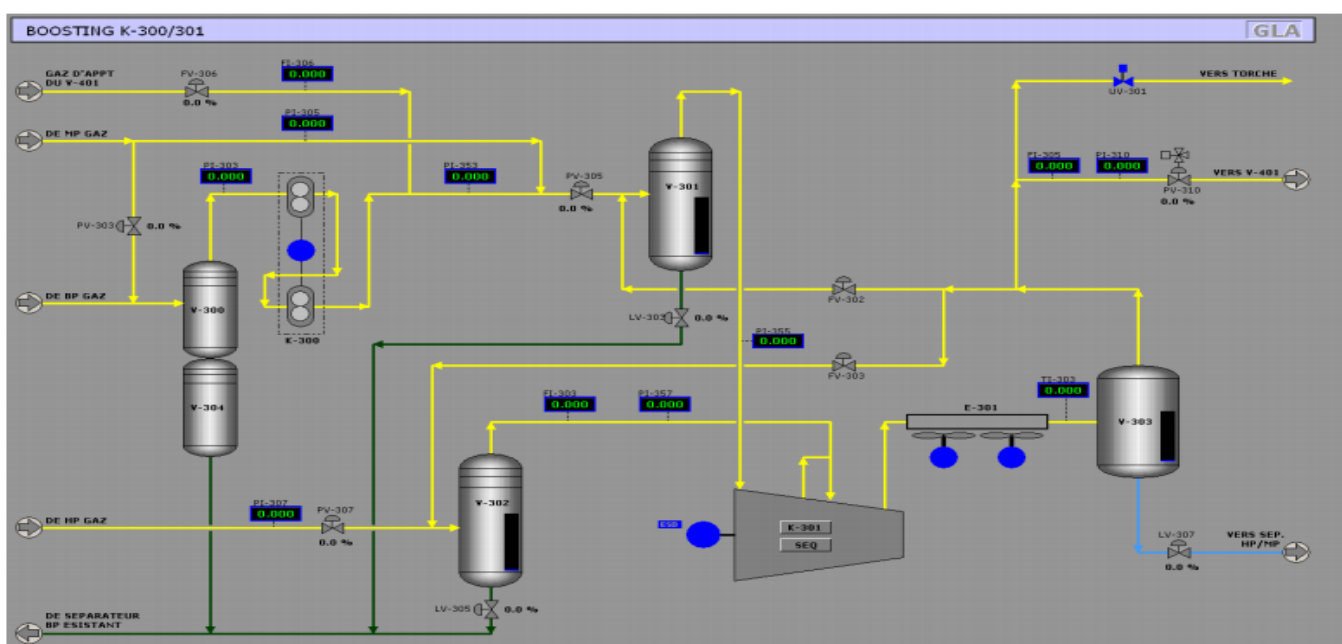 BOOSTING K-300/301
GLA
GAZ D'APPT
DU V-401
FV-306
0.0 %
FI-306
0.000
UV-301
VERS TORCHE
DE MP GAZ
PI-305
0.000
PI-303
0.000
PI-353
0.000
PV-305
0.0 %
V-301
PI-305
0.000
PI-310
0.000
PV-310
0.0 %
VERS V-401
PV-303
0.0 %
DE BP GAZ
V-300
K-300
FV-302
LV-303
0.0 %
PI-355
0.000
V-304
FV-303
FI-303
0.000
PI-357
0.000
E-301
TI-303
0.000
V-303
V-302
DE HP GAZ
PI-307
0.000
PV-307
0.0 %
ESD
K-301
SEQ
LV-307
0.0 %
VERS SEP.
HP/MP
LV-305
0.0 %
DE SEPARATEUR
BP ESISTANT